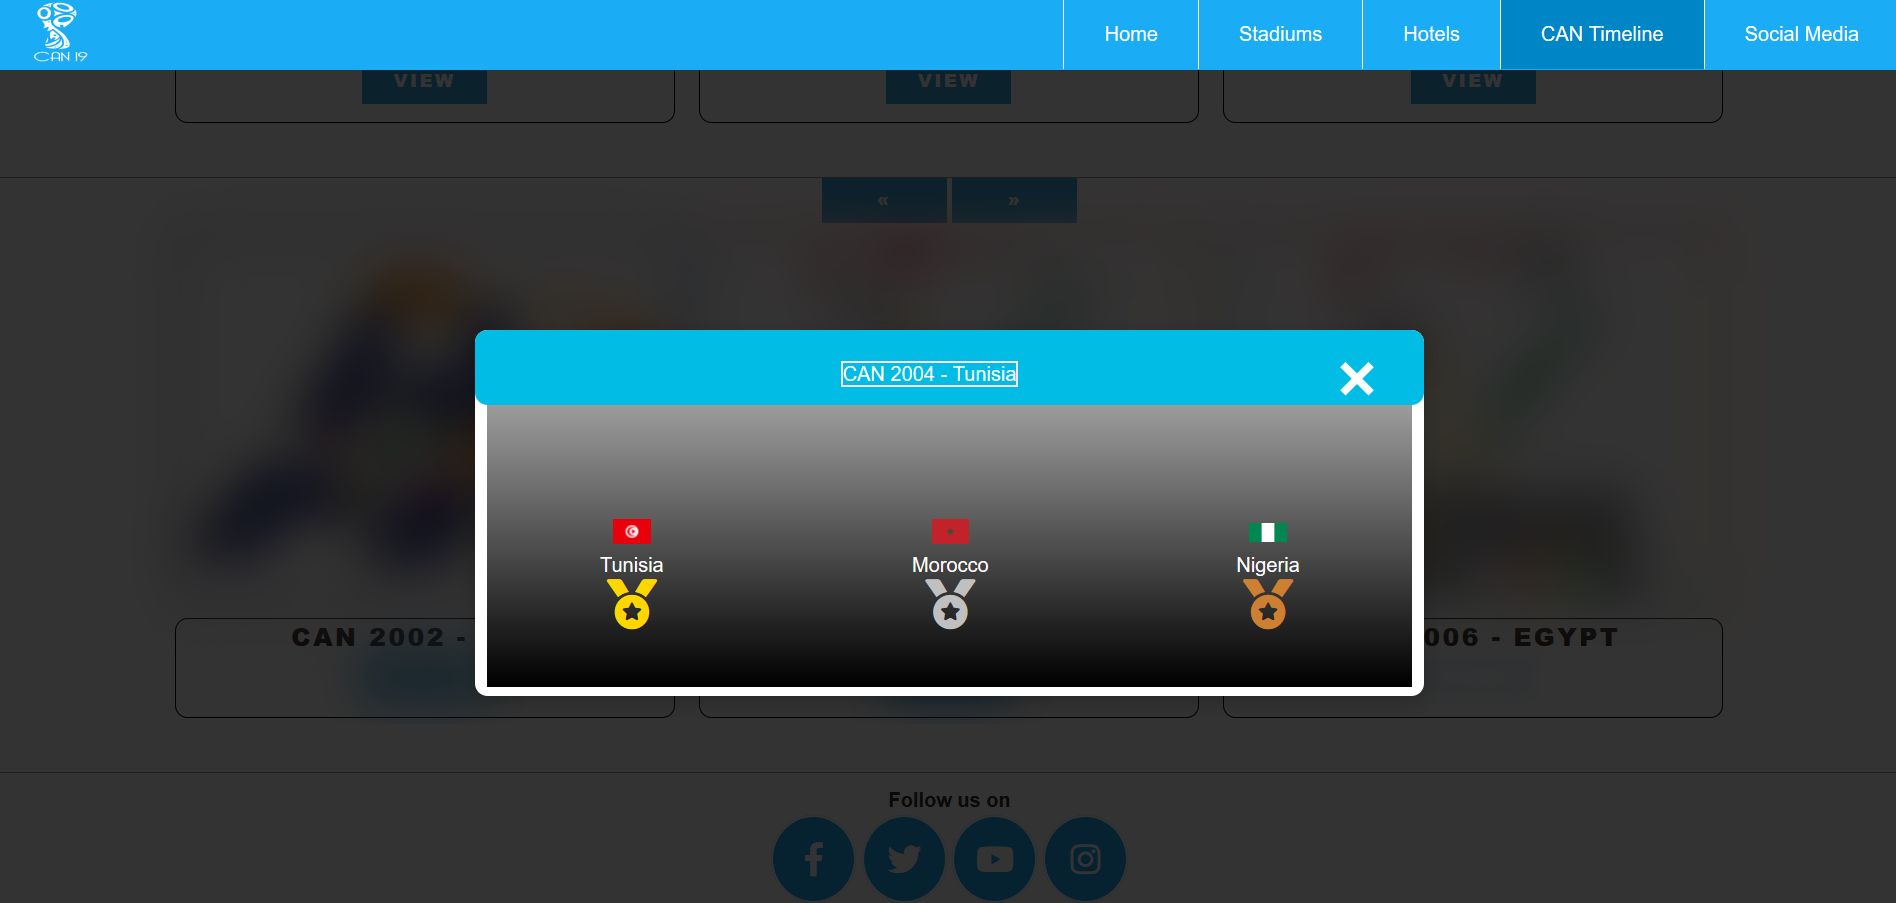 CAN 19
Home
Stadiums
Hotels
CAN Timeline
Social Media
VIEW
VIEW
VIEW
«
»
CAN 2004 - Tunisia
Tunisia
Morocco
Nigeria
CAN 2002 -
006 - EGYPT
Follow us on